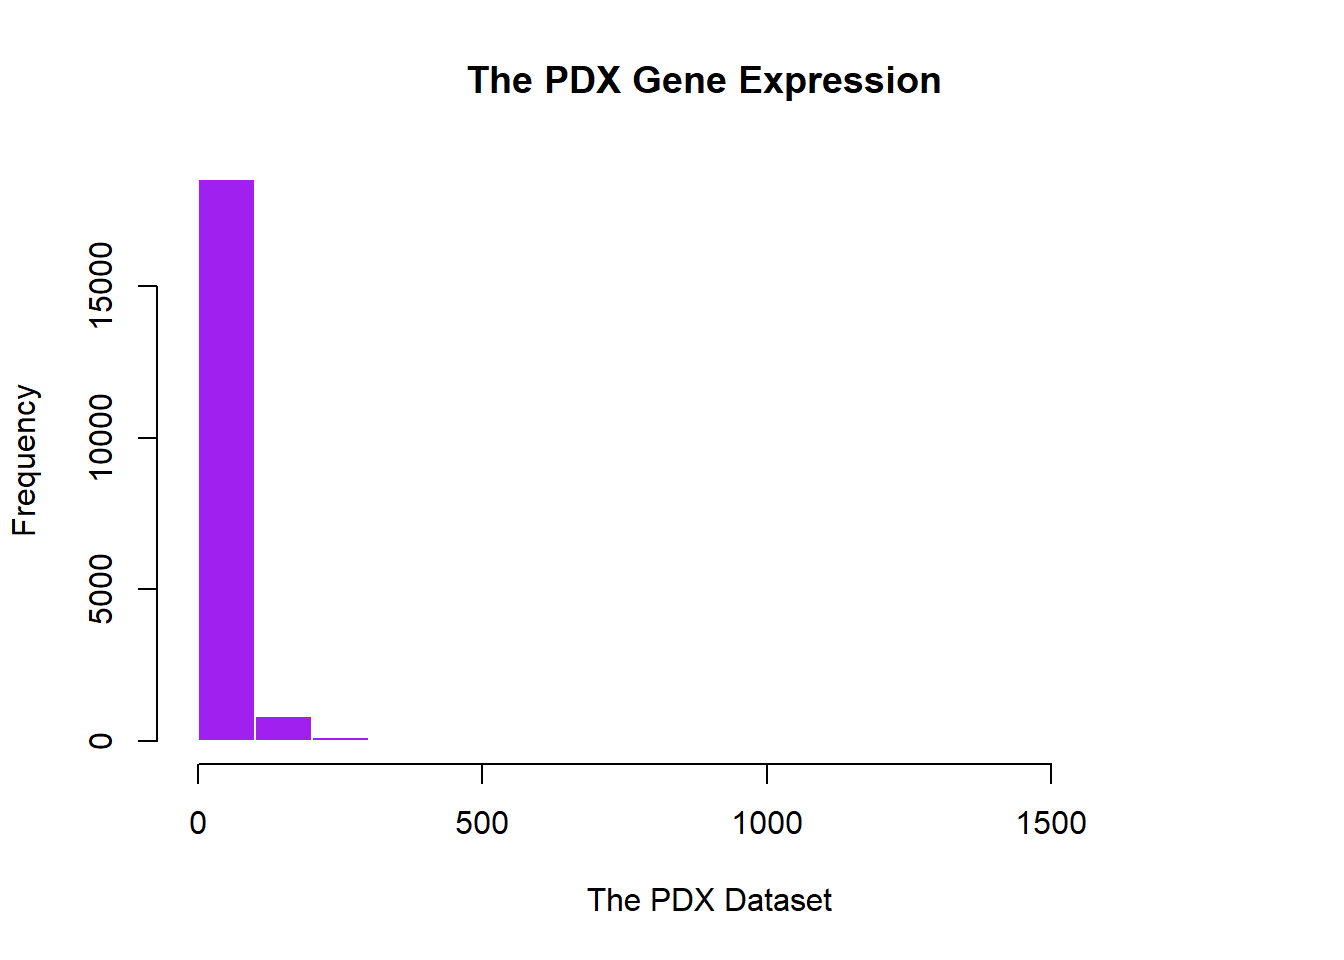 The PDX Gene Expression
Frequency
15000
10000
5000
0
0 500 1000 1500
The PDX Dataset